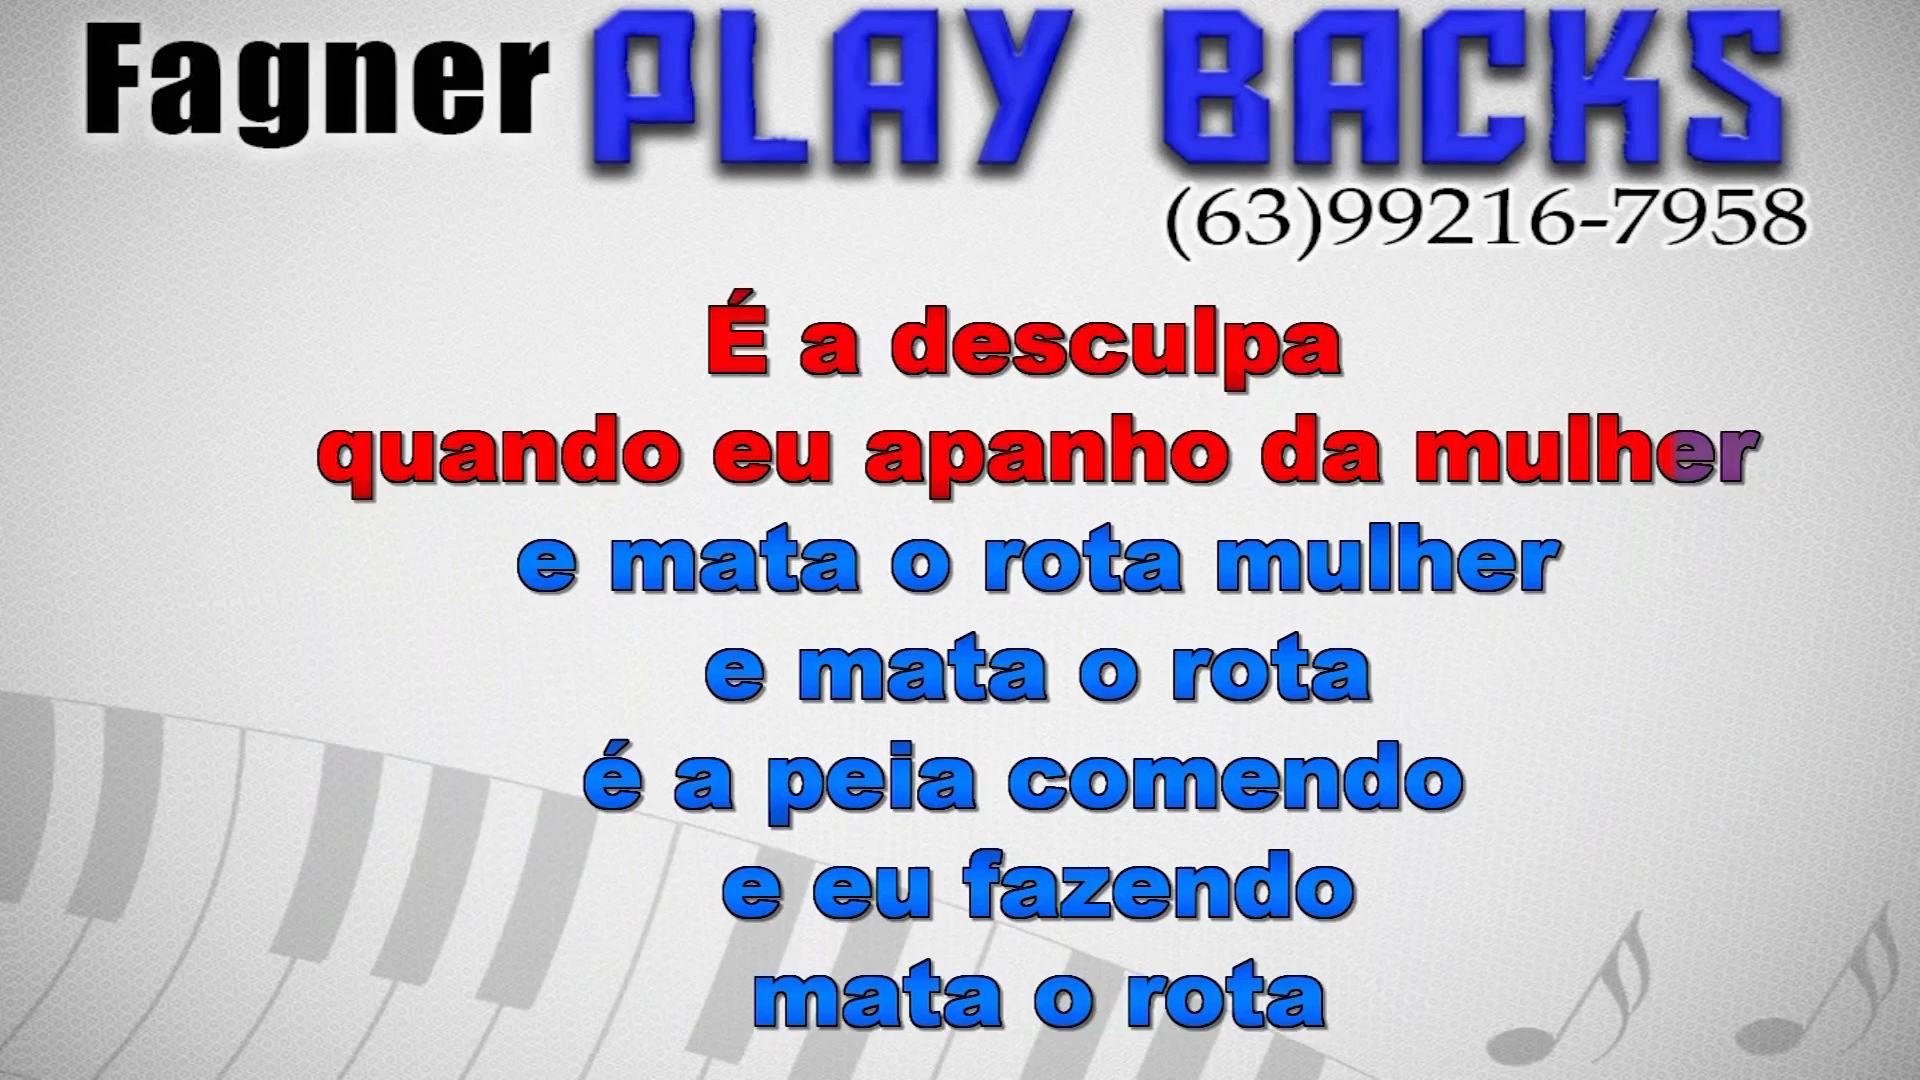 Fagner PLAY BACKS
(63)99216-7958
É a desculpa
quando eu apanho da mulher
e mata o rota mulher
e mata o rota
é a peia comendo
e eu fazendo
mata o rota